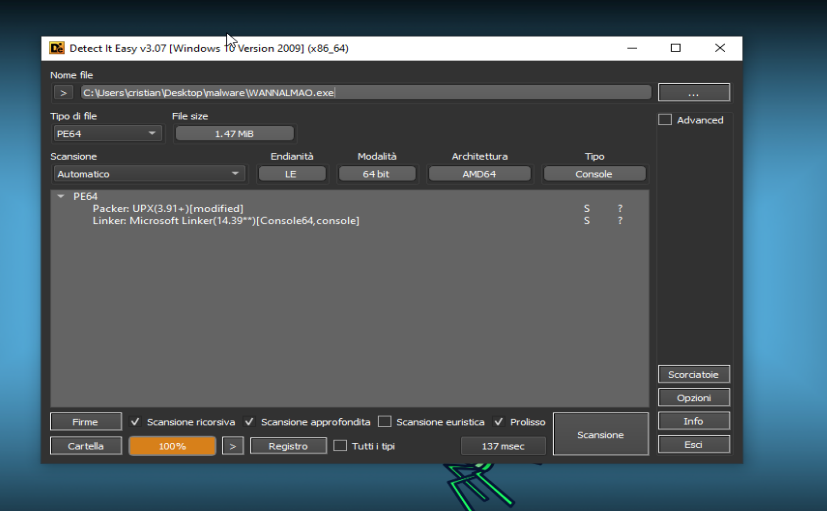 Detect It Easy v3.07 [Windows 10 Version 2009] (x86_64)
Nome file
> C:\Users\cristian\Desktop\malware\WANNALMAO.exe ...
Tipo di file File size
PE64 1.47 MiB Advanced
Scansione Endianità Modalità Architettura Tipo
Automatico LE 64 bit AMD64 Console
PE64
Packer: UPX(3.91+)[modified] S ?
Linker: Microsoft Linker(14.39**)[Console64,console] S ?
Scorciatoie
Opzioni
Firme Scansione ricorsiva Scansione approfondita Scansione euristica Prolisso Scansione Info
Cartella 100% > Registro Tutti i tipi 137 msec Esci